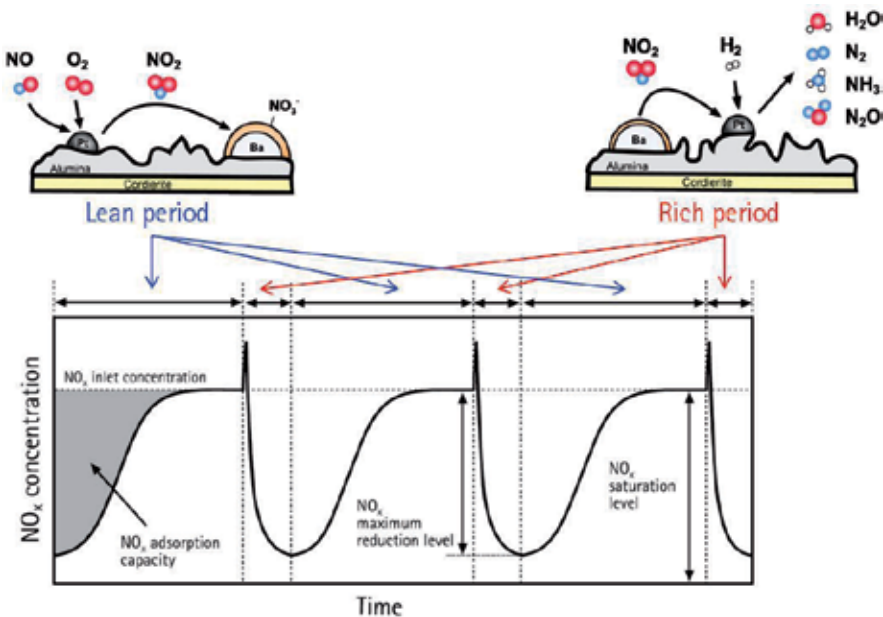 NO O₂ NO₂
NO₃⁻
Pt
Ba
Alumina
Cordierite
Lean period
NO₂ H₂
H₂O
N₂
NH₃
N₂O
Pt
Ba
Alumina
Cordierite
Rich period
NOₓ concentration
NOₓ inlet concentration
NOₓ adsorption
capacity
NOₓ
maximum
reduction level
NOₓ
saturation
level
Time